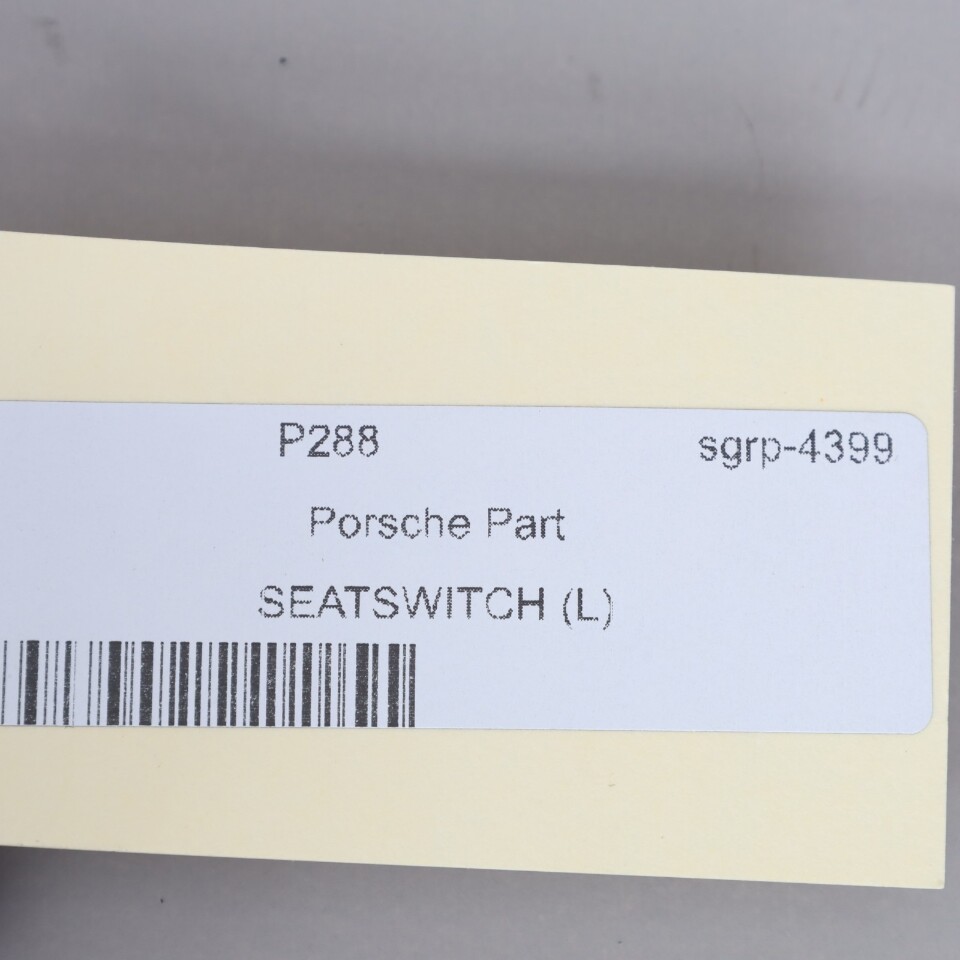 P288 sgrp-4399
Porsche Part
SEATSWITCH (L)